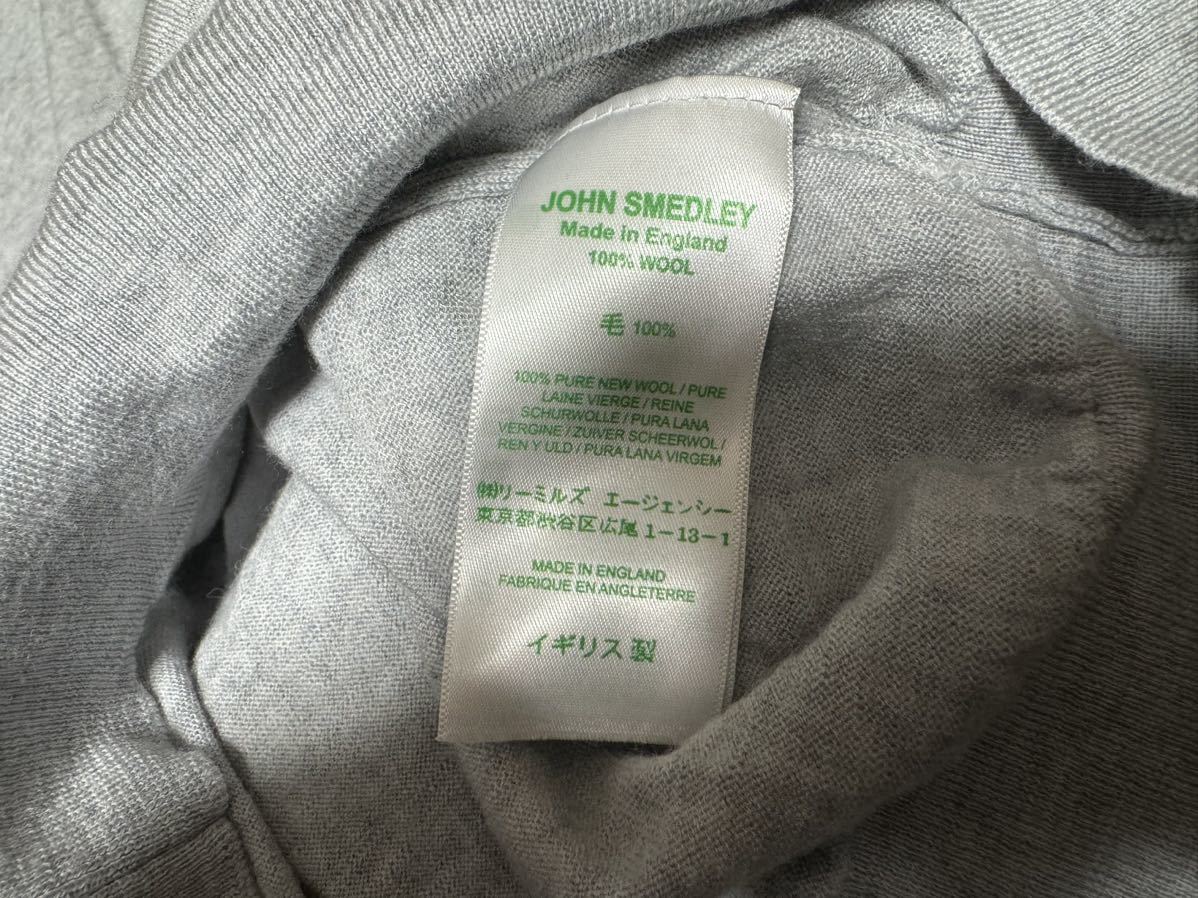 JOHN SMEDLEY
Made in England
100% WOOL
毛 100%
100% PURE NEW WOOL / PURE
LAINE VIERGE / REINE
SCHURWOLLE / PURA LANA
VERGINE / ZUIVER SCHEERWOL /
REN Y ULD / PURA LANA VIRGEM
㈱リーミルズ エージェンシー
東京都渋谷区広尾1-13-1
MADE IN ENGLAND
FABRIQUE EN ANGLETERRE
イギリス製